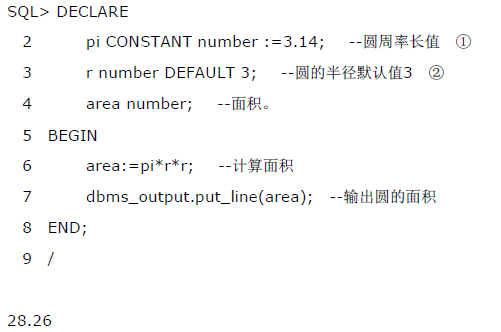 SQL> DECLARE
2 pi CONSTANT number :=3.14; --圆周率长值 ①
3 r number DEFAULT 3; --圆的半径默认值3 ②
4 area number; --面积。
5 BEGIN
6 area:=pi*r*r; --计算面积
7 dbms_output.put_line(area); --输出圆的面积
8 END;
9 /
28.26